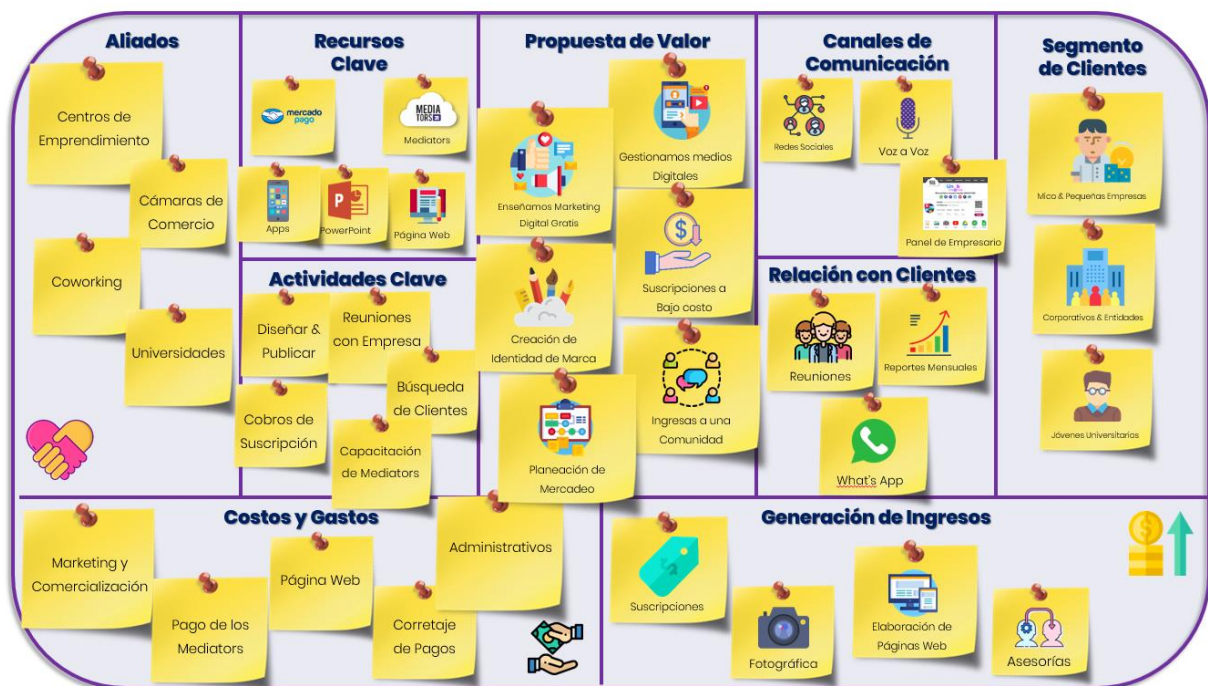 Aliados
Centros de
Emprendimiento
Cámaras de
Comercio
Coworking
Universidades
Recursos
Clave
mercado
pago
MEDIA
TORS
Mediators
Apps
PowerPoint
Página Web
Actividades Clave
Diseñar &
Publicar
Reuniones
con Empresa
Búsqueda
de Clientes
Cobros de
Suscripción
Capacitación
de Mediators
Propuesta de Valor
Gestionamos medios
Digitales
Enseñamos Marketing
Digital Gratis
Suscripciones a
Bajo costo
Creación de
Identidad de Marca
Ingresas a una
Comunidad
Planeación de
Mercadeo
Canales de
Comunicación
Redes Sociales
Voz a Voz
Panel de Empresario
Relación con Clientes
Reuniones
Reportes Mensuales
What's App
Segmento
de Clientes
Mico & Pequeñas Empresas
Corporativos & Entidades
Jóvenes Universitarios
Costos y Gastos
Marketing y
Comercialización
Pago de los
Mediators
Página Web
Corretaje
de Pagos
Administrativos
Generación de Ingresos
Suscripciones
Fotográfica
Elaboración de
Páginas Web
Asesorías